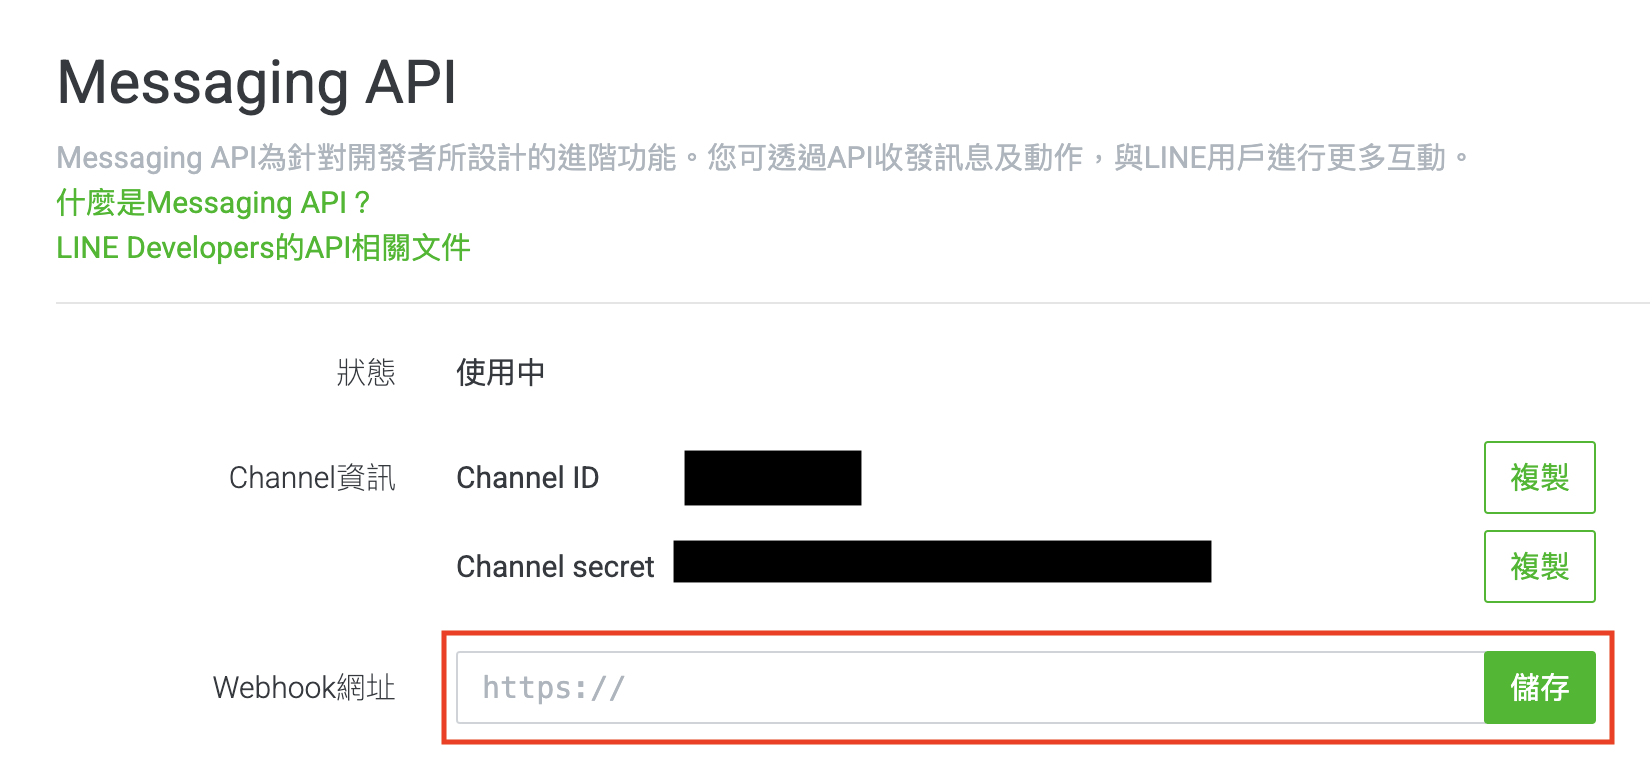 Messaging API
Messaging API為針對開發者所設計的進階功能。您可透過API收發訊息及動作，與LINE用戶進行更多互動。
什麼是Messaging API？
LINE Developers的API相關文件
狀態 使用中
Channel資訊 Channel ID 複製
Channel secret 複製
Webhook網址 https:// 儲存